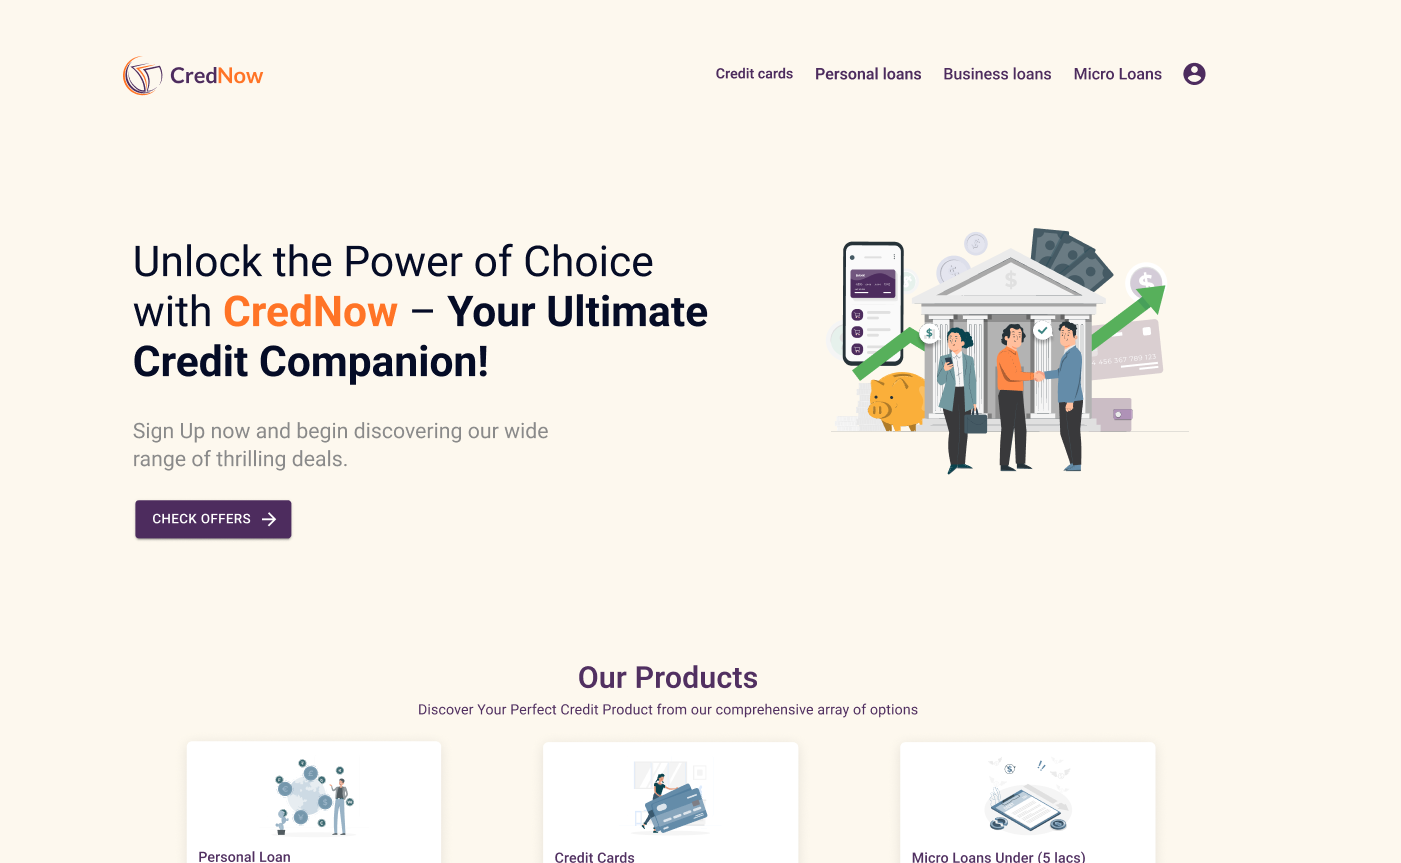 CredNow
Credit cards Personal loans Business loans Micro Loans
Unlock the Power of Choice
with CredNow – Your Ultimate
Credit Companion!
Sign Up now and begin discovering our wide
range of thrilling deals.
CHECK OFFERS
Our Products
Discover Your Perfect Credit Product from our comprehensive array of options
Personal Loan
Credit Cards
Micro Loans Under (5 lacs)